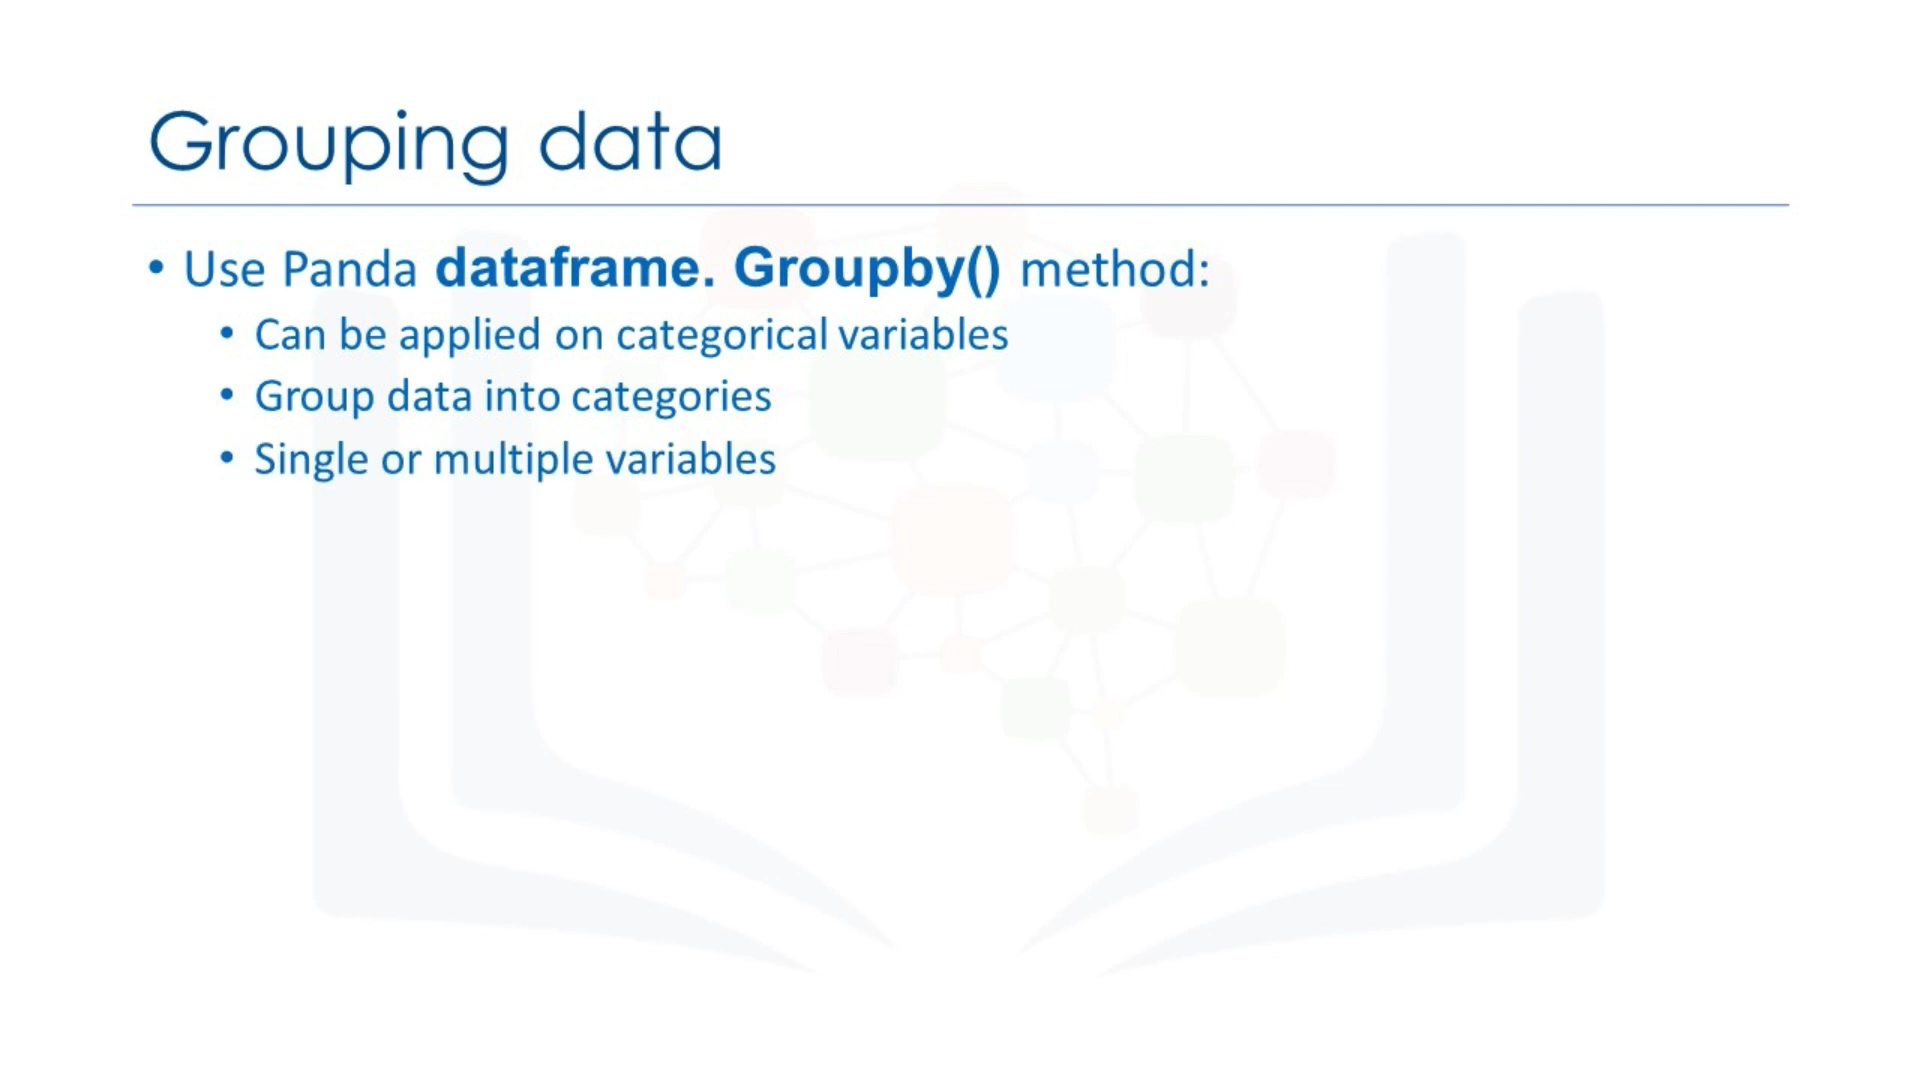 Grouping data
• Use Panda dataframe. Groupby() method:
• Can be applied on categorical variables
• Group data into categories
• Single or multiple variables